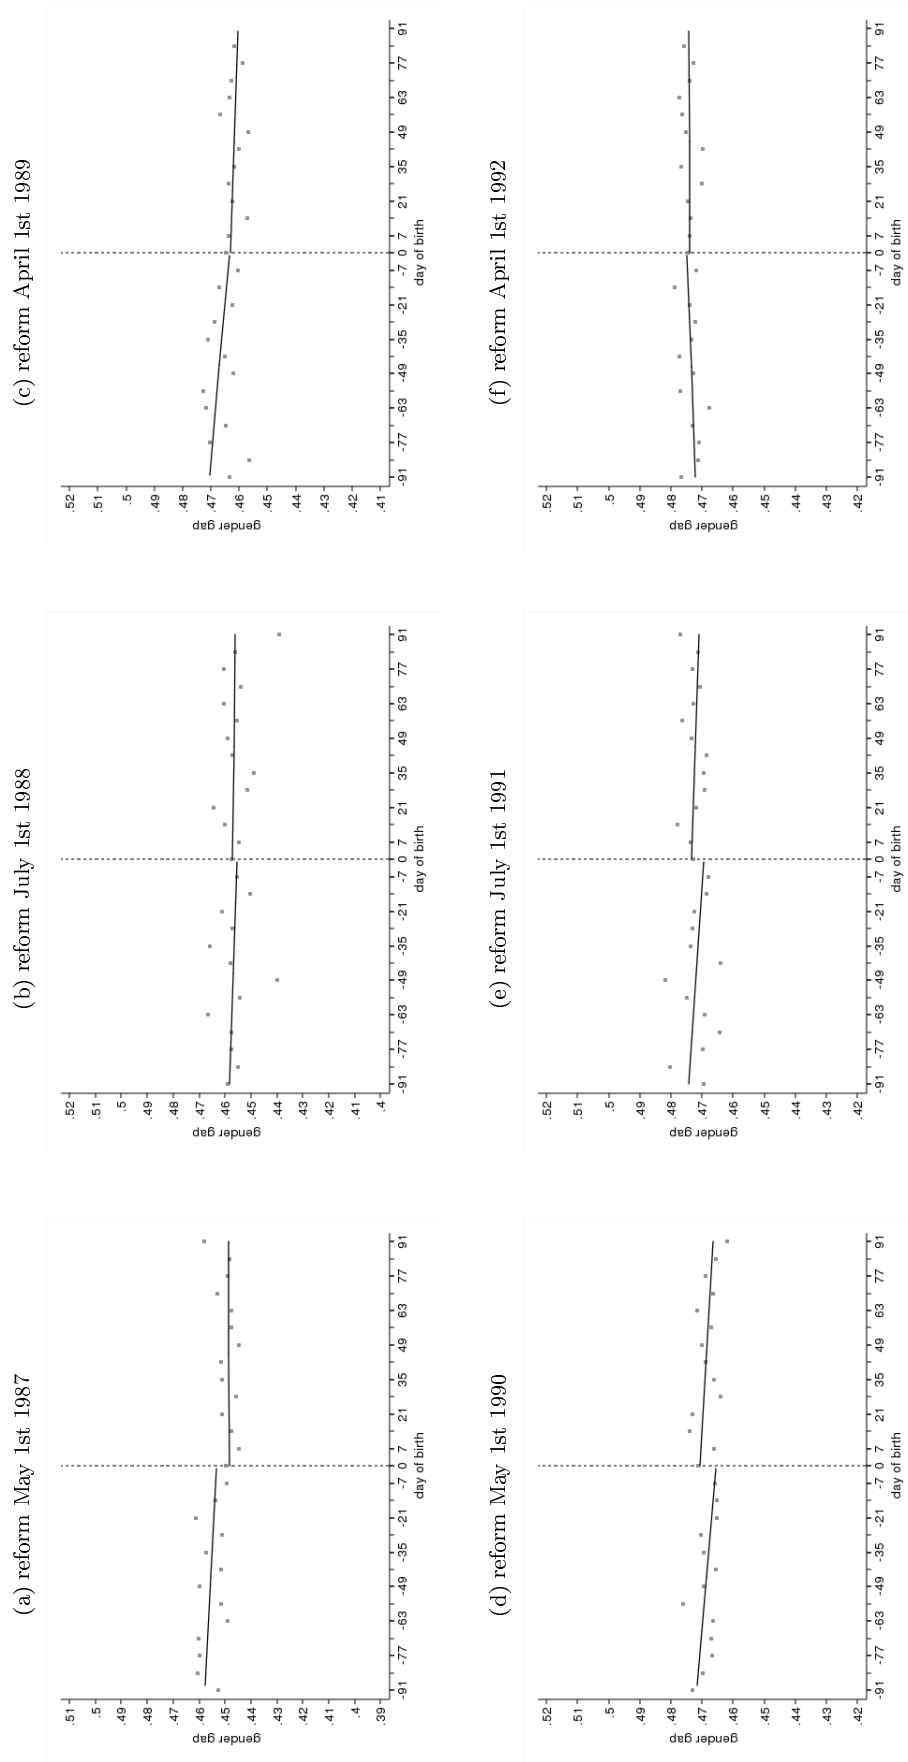 (a) reform May 1st 1987
gender gap
.51
.5
.49
.48
.47
.46
.45
.44
.43
.42
.41
.4
.39
-91 -77 -63 -49 -35 -21 -7 0 7 21 35 49 63 77 91
day of birth
(b) reform July 1st 1988
gender gap
.52
.51
.5
.49
.48
.47
.46
.45
.44
.43
.42
.41
.4
-91 -77 -63 -49 -35 -21 -7 0 7 21 35 49 63 77 91
day of birth
(c) reform April 1st 1989
gender gap
.52
.51
.5
.49
.48
.47
.46
.45
.44
.43
.42
.41
-91 -77 -63 -49 -35 -21 -7 0 7 21 35 49 63 77 91
day of birth
(d) reform May 1st 1990
gender gap
.52
.51
.5
.49
.48
.47
.46
.45
.44
.43
.42
-91 -77 -63 -49 -35 -21 -7 0 7 21 35 49 63 77 91
day of birth
(e) reform July 1st 1991
gender gap
.52
.51
.5
.49
.48
.47
.46
.45
.44
.43
.42
-91 -77 -63 -49 -35 -21 -7 0 7 21 35 49 63 77 91
day of birth
(f) reform April 1st 1992
gender gap
.52
.51
.5
.49
.48
.47
.46
.45
.44
.43
.42
-91 -77 -63 -49 -35 -21 -7 0 7 21 35 49 63 77 91
day of birth